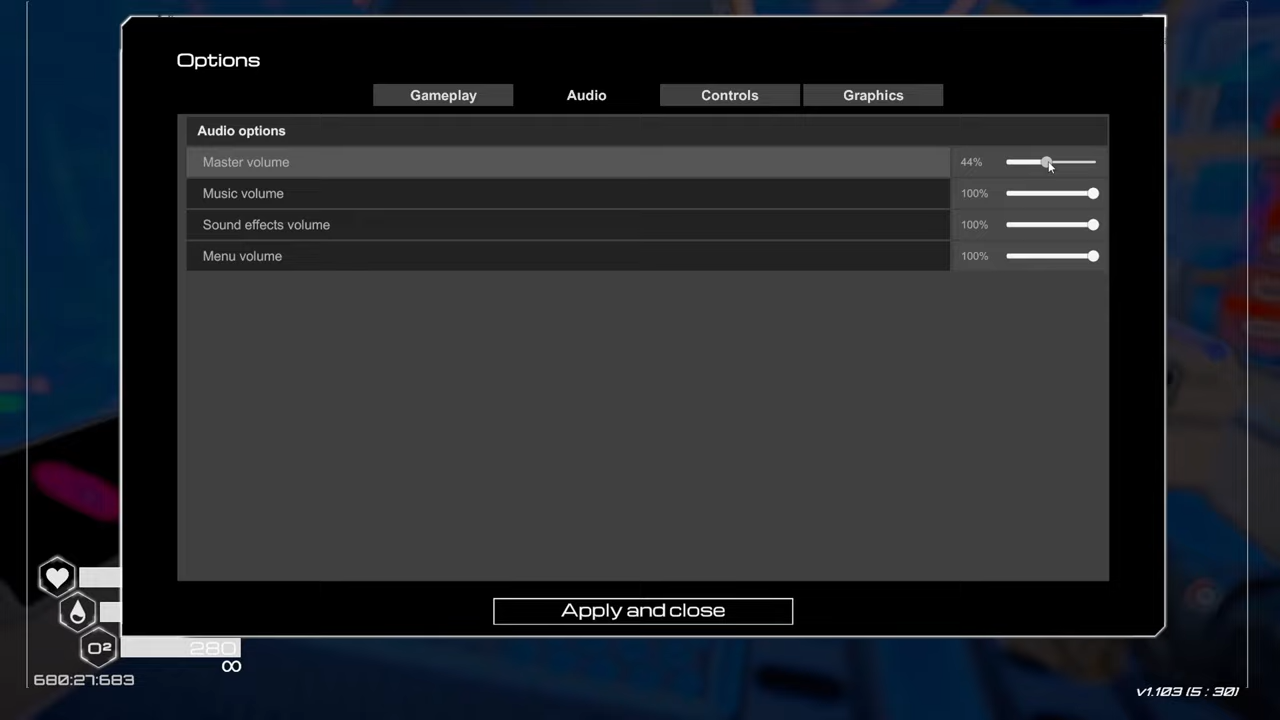 Options
Gameplay Audio Controls Graphics
Audio options
Master volume 44%
Music volume 100%
Sound effects volume 100%
Menu volume 100%
Apply and close
O² 280
∞
680:27:683
v1.103 (5 : 30)